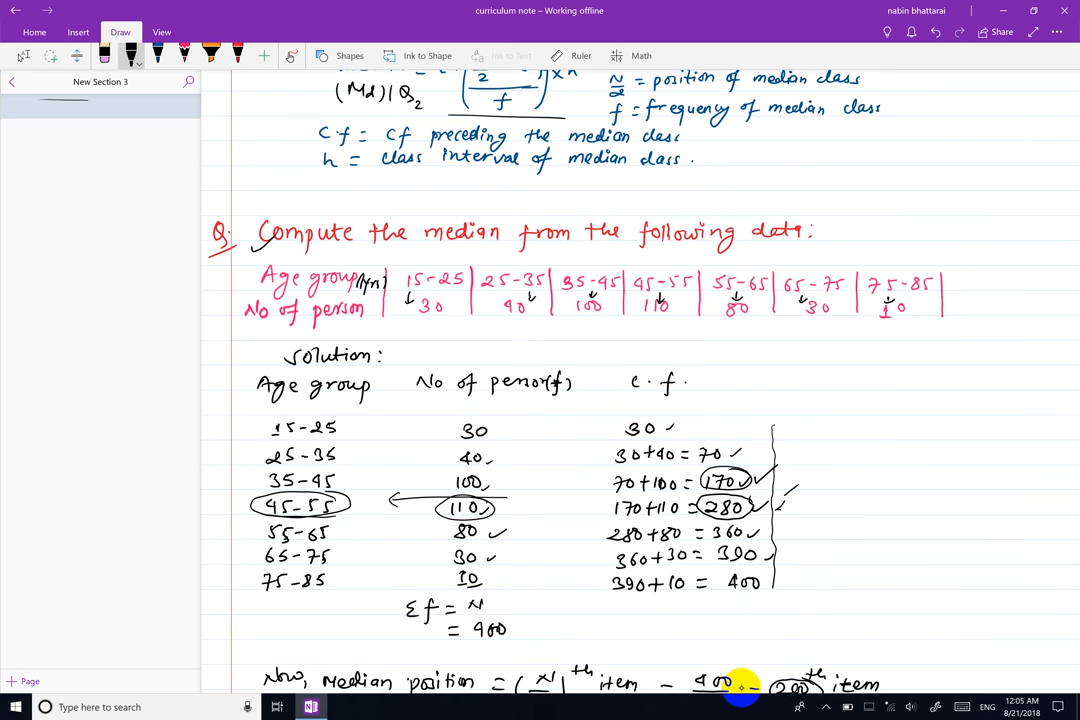 curriculum note – Working offline
nabin bhattarai
Home Insert Draw View
Share
Shapes Ink to Shape Ink to Text Ruler Math
New Section 3
(Md)/Q2
2
f
N/2 = position of median class
f = frequency of median class
C.f = Cf preceding the median class
h = class interval of median class.
Q. Compute the median from the following data:
Age group (yrs) 15-25 25-35 35-45 45-55 55-65 65-75 75-85
No of person 30 40 100 110 80 30 10
Solution:
Age group No of person(f) c.f.
15-25 30 30
25-35 40 30+40 = 70
35-45 100 70+100 = 170
45-55 110 170+110 = 280
55-65 80 280+80 = 360
65-75 30 360+30 = 390
75-85 10 390+10 = 400
Σf = N
= 400
Now, Median position = (N th item = 400 = 200 th item
+ Page
Type here to search
ENG
12:05 AM
8/21/2018